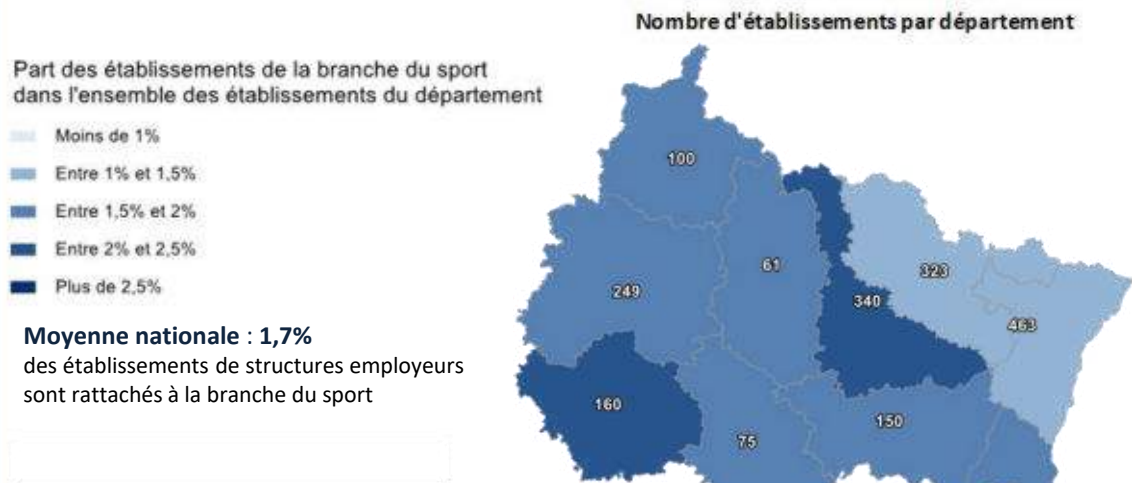 Nombre d'établissements par département
Part des établissements de la branche du sport
dans l'ensemble des établissements du département
Moins de 1%
Entre 1% et 1,5%
Entre 1,5% et 2%
Entre 2% et 2,5%
Plus de 2,5%
Moyenne nationale : 1,7%
des établissements de structures employeurs
sont rattachés à la branche du sport
100
61
323
249
340
463
160
150
75